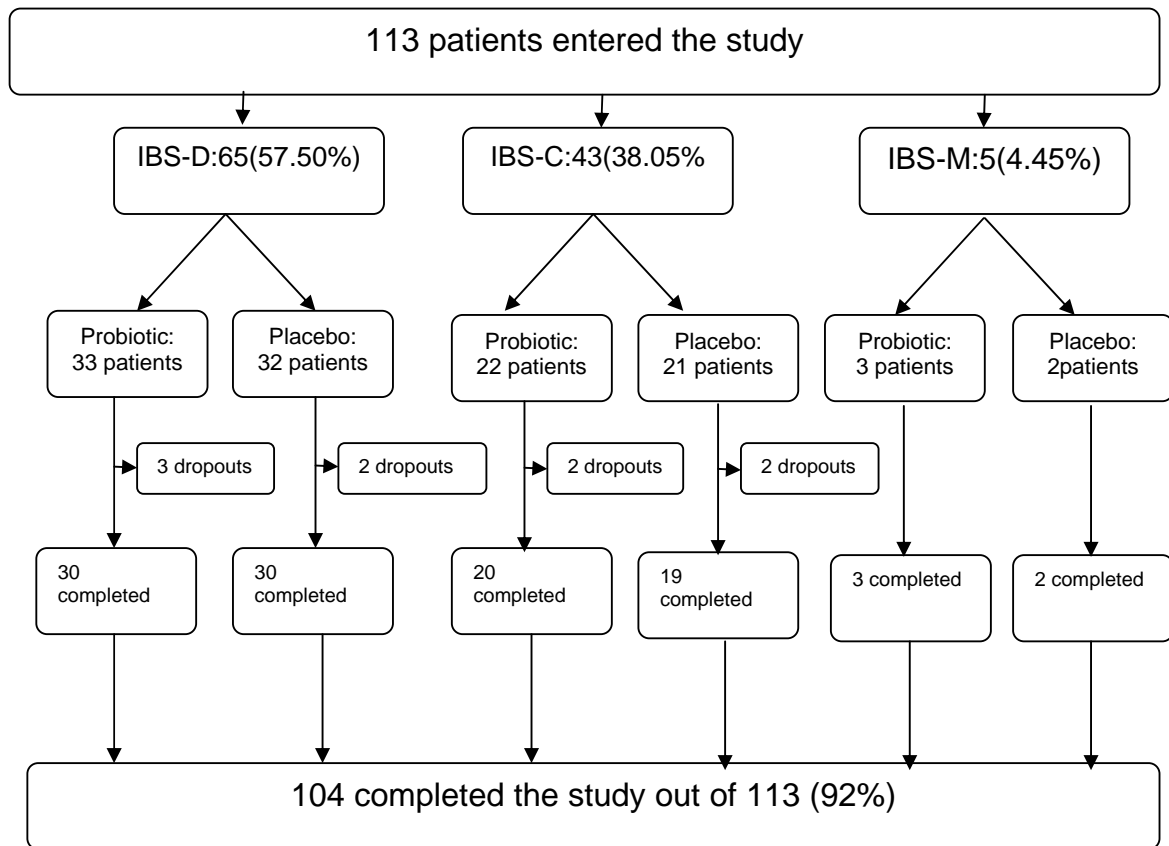 113 patients entered the study
IBS-D:65(57.50%)
IBS-C:43(38.05%
IBS-M:5(4.45%)
Probiotic:
33 patients
Placebo:
32 patients
Probiotic:
22 patients
Placebo:
21 patients
Probiotic:
3 patients
Placebo:
2patients
3 dropouts
2 dropouts
2 dropouts
2 dropouts
30
completed
30
completed
20
completed
19
completed
3 completed
2 completed
104 completed the study out of 113 (92%)